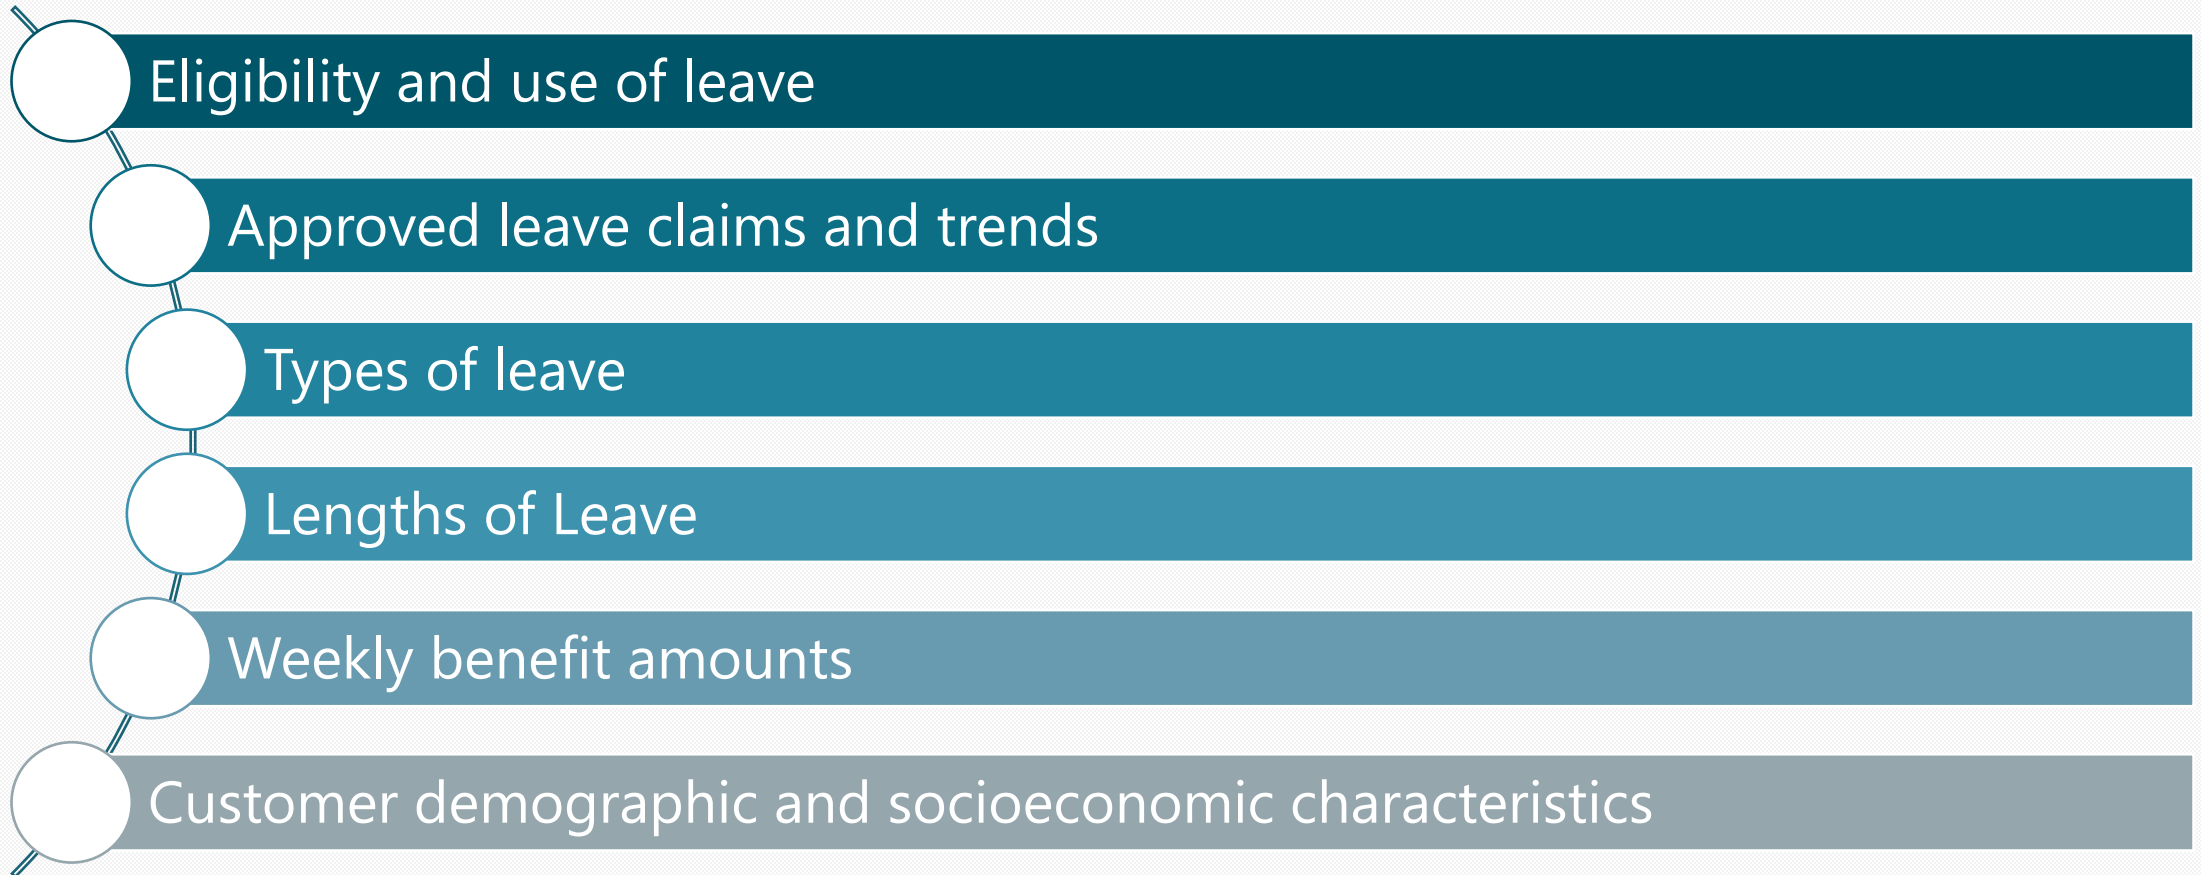 Eligibility and use of leave
Approved leave claims and trends
Types of leave
Lengths of Leave
Weekly benefit amounts
Customer demographic and socioeconomic characteristics